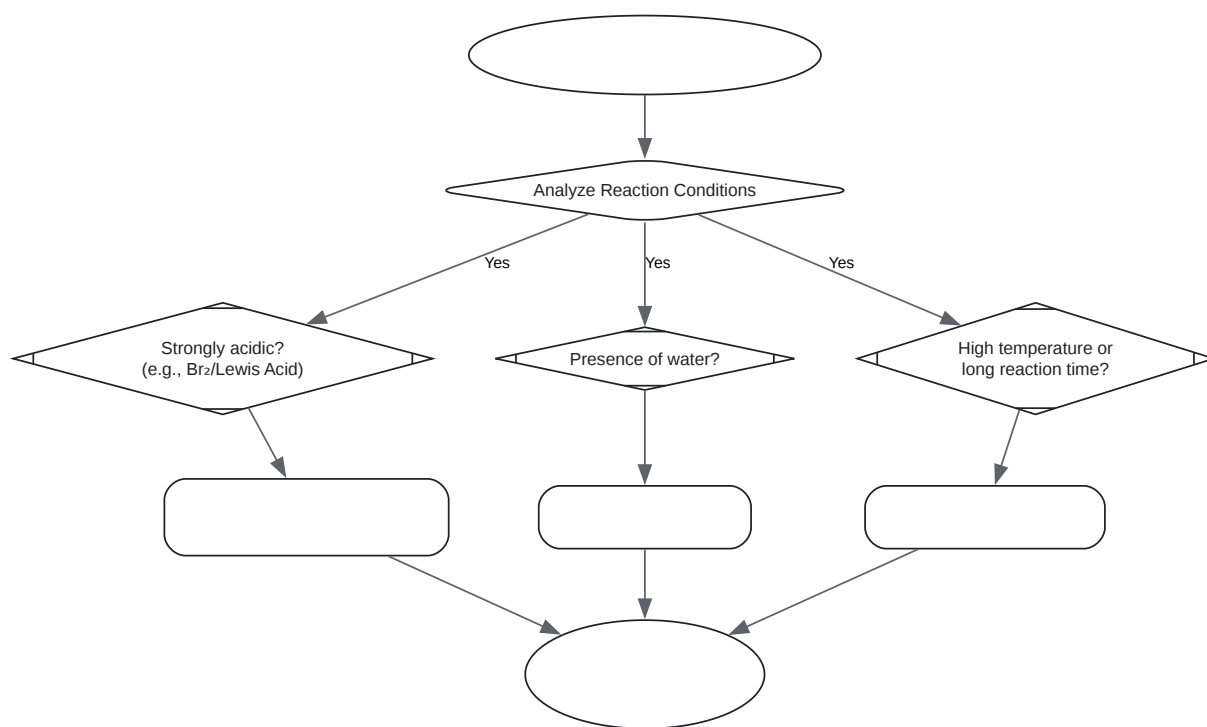 Analyze Reaction Conditions
Yes
Yes
Yes
Strongly acidic?
(e.g., Br₂/Lewis Acid)
Presence of water?
High temperature or
long reaction time?